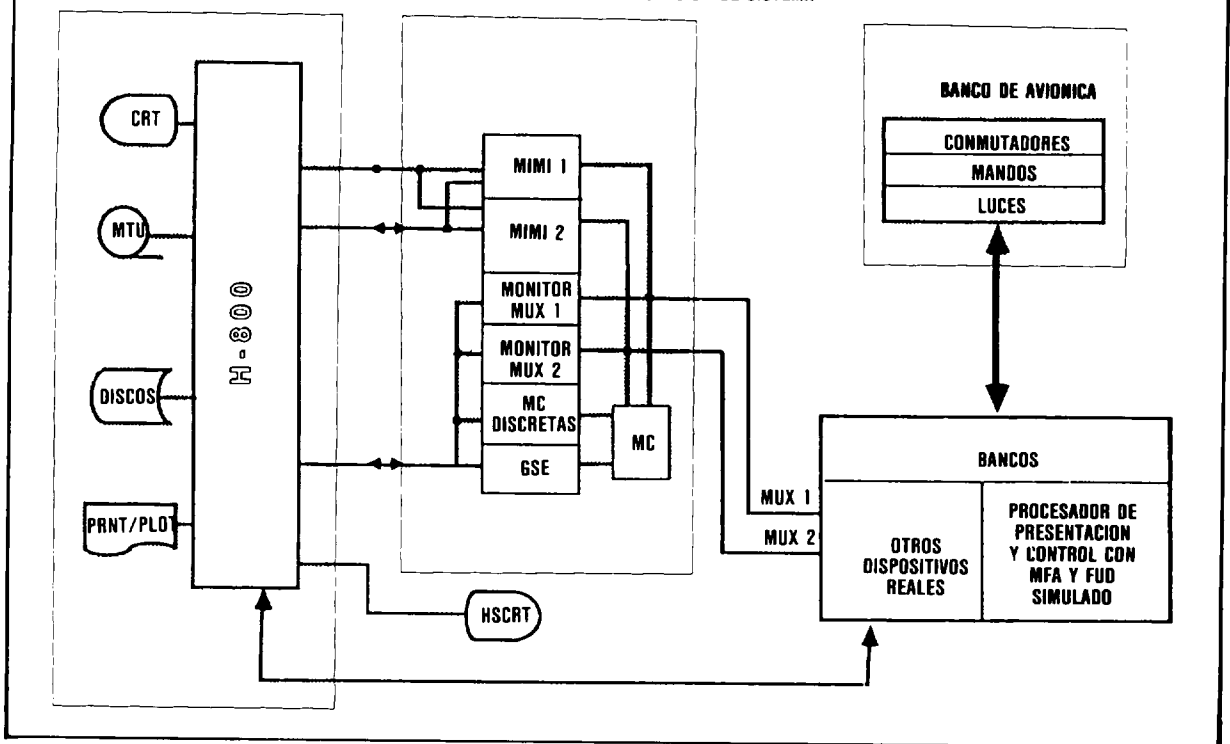 CRT
MTU
DISCOS
PRNT/PLOT
H-800
MIMI 1
MIMI 2
MONITOR
MUX 1
MONITOR
MUX 2
MC
DISCRETAS
GSE
MC
HSCRT
BANCO DE AVIONICA
CONMUTADORES
MANDOS
LUCES
MUX 1
MUX 2
BANCOS
OTROS
DISPOSITIVOS
REALES
PROCESADOR DE
PRESENTACION
Y CONTROL CON
MFA Y FUD
SIMULADO